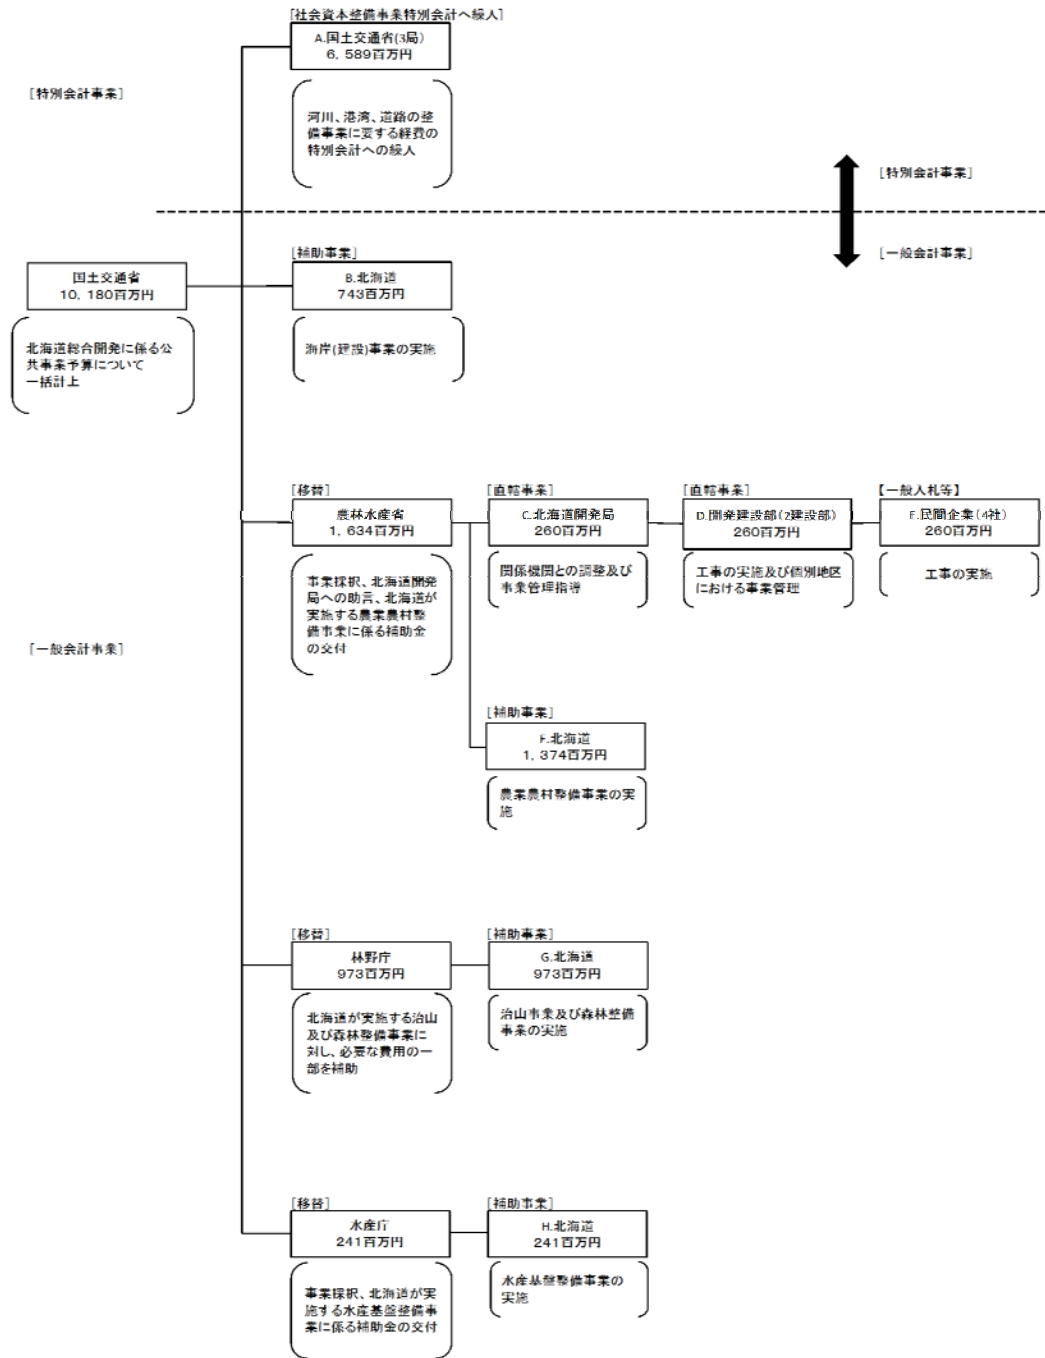 [社会資本整備事業特別会計へ繰入]
A.国土交通省(3局)
6,589百万円
[特別会計事業]
河川、港湾、道路の整
備事業に要する経費の
特別会計への繰入
[特別会計事業]
[一般会計事業]
国土交通省
10,180百万円
北海道総合開発に係る公
共事業予算について
一括計上
[補助事業]
B.北海道
743百万円
海岸(建設)事業の実施
[移替]
農林水産省
1,634百万円
事業採択、北海道開発
局への助言、北海道が
実施する農業農村整
備事業に係る補助金
の交付
[直轄事業]
C.北海道開発局
260百万円
関係機関との調整及び
事業管理指導
[直轄事業]
D.開発建設部(2建設部)
260百万円
工事の実施及び個別地区
における事業管理
【一般入札等】
E.民間企業(4社)
260百万円
工事の実施
[一般会計事業]
[補助事業]
F.北海道
1,374百万円
農業農村整備事業の実
施
[移替]
林野庁
973百万円
北海道が実施する治山
及び森林整備事業に
対し、必要な費用の一
部を補助
[補助事業]
G.北海道
973百万円
治山事業及び森林整備
事業の実施
[移替]
水産庁
241百万円
事業採択、北海道が実
施する水産基盤整備事
業に係る補助金の交付
[補助事業]
H.北海道
241百万円
水産基盤整備事業の
実施